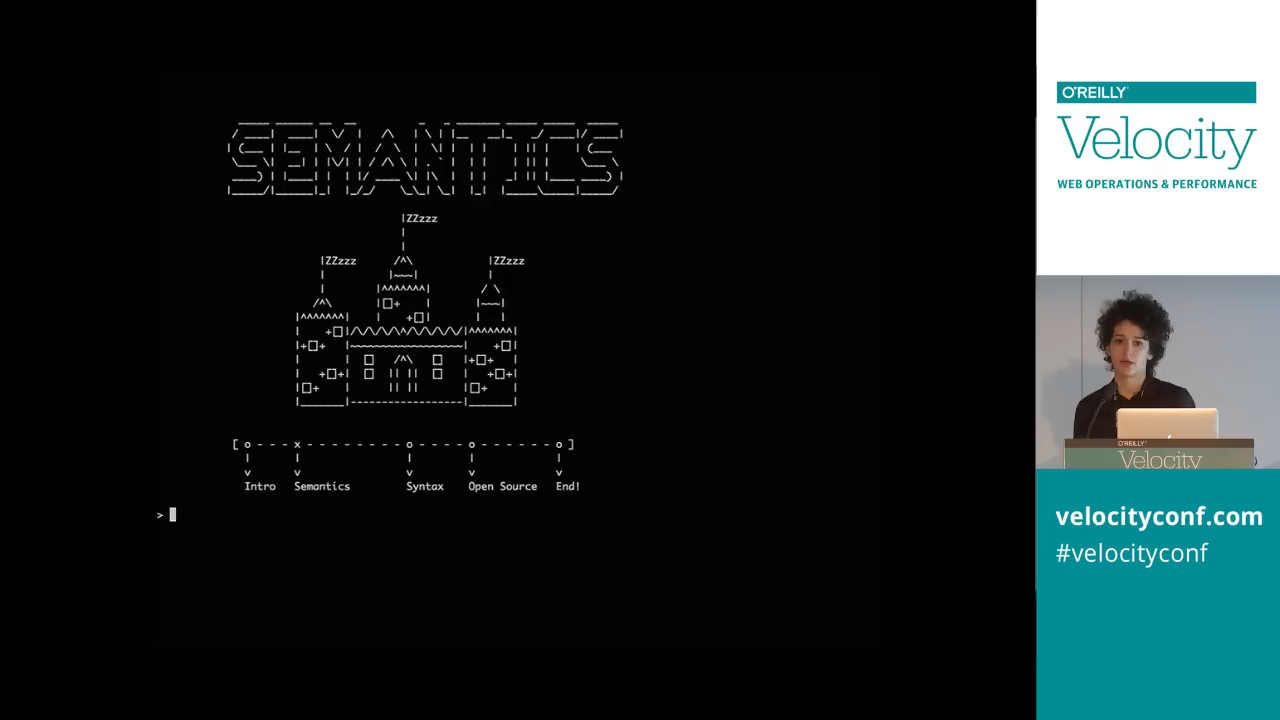 SEMANTICS
|ZZzzz
|ZZzzz
|ZZzzz
[ o - - - x - - - - - - - - o - - - - o - - - - - - o ]
v v v v v
Intro Semantics Syntax Open Source End!
>
O'REILLY
Velocity
WEB OPERATIONS & PERFORMANCE
O'REILLY
Velocity
velocityconf.com
#velocityconf